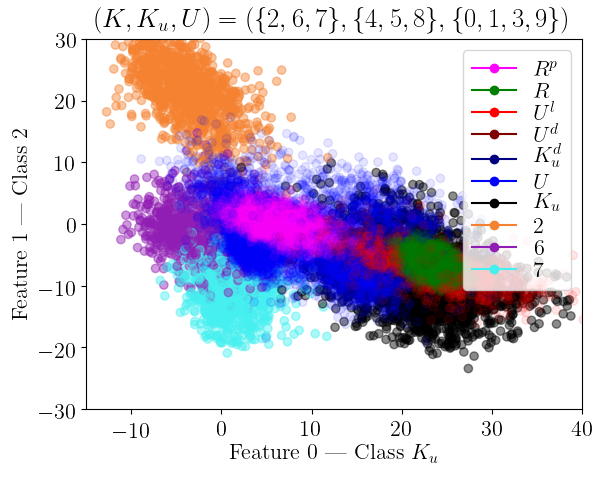 (K, K_u, U) = ({2, 6, 7}, {4, 5, 8}, {0, 1, 3, 9})
Feature 1 — Class 2
30
20
10
0
−10
−20
−30
R^p
R
U^l
U^d
K_u^d
U
K_u
2
6
7
−10 0 10 20 30 40
Feature 0 — Class K_u